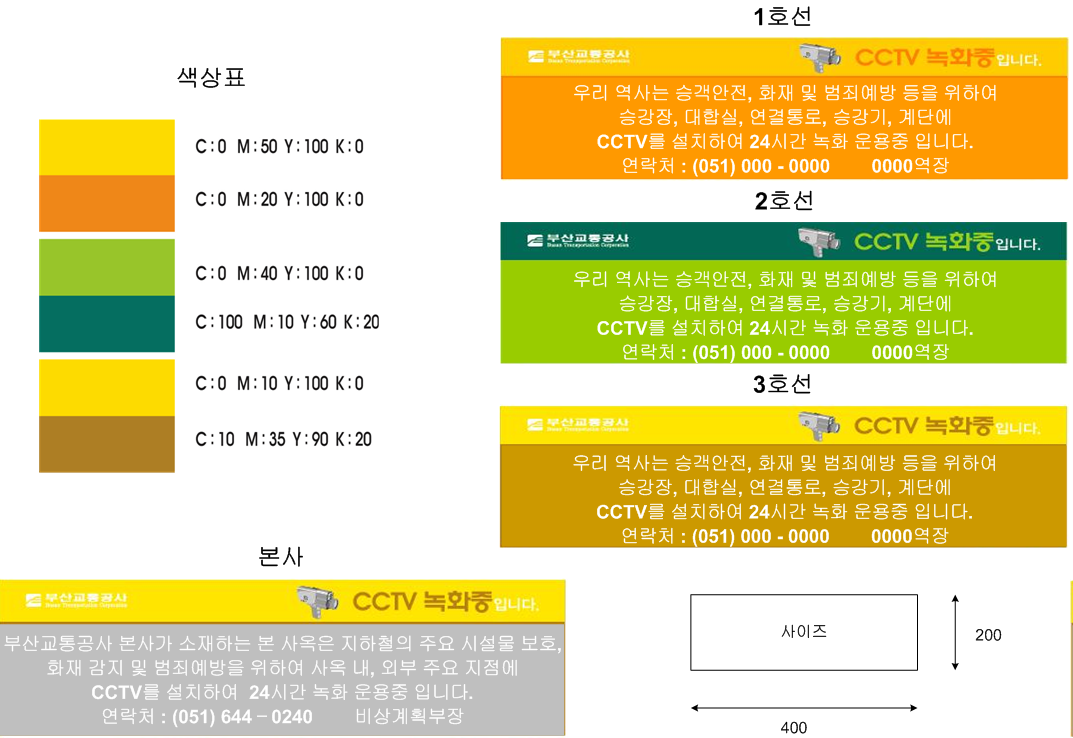 색상표
C:0 M:50 Y:100 K:0
C:0 M:20 Y:100 K:0
C:0 M:40 Y:100 K:0
C:100 M:10 Y:60 K:20
C:0 M:10 Y:100 K:0
C:10 M:35 Y:90 K:20
1호선
부산교통공사 CCTV 녹화중입니다.
Busan Transportation Corporation
우리 역사는 승객안전, 화재 및 범죄예방 등을 위하여
승강장, 대합실, 연결통로, 승강기, 계단에
CCTV를 설치하여 24시간 녹화 운용중 입니다.
연락처 : (051) 000 - 0000 0000역장
2호선
부산교통공사 CCTV 녹화중입니다.
Busan Transportation Corporation
우리 역사는 승객안전, 화재 및 범죄예방 등을 위하여
승강장, 대합실, 연결통로, 승강기, 계단에
CCTV를 설치하여 24시간 녹화 운용중 입니다.
연락처 : (051) 000 - 0000 0000역장
3호선
부산교통공사 CCTV 녹화중입니다.
Busan Transportation Corporation
우리 역사는 승객안전, 화재 및 범죄예방 등을 위하여
승강장, 대합실, 연결통로, 승강기, 계단에
CCTV를 설치하여 24시간 녹화 운용중 입니다.
연락처 : (051) 000 - 0000 0000역장
본사
부산교통공사 CCTV 녹화중입니다.
Busan Transportation Corporation
부산교통공사 본사가 소재하는 본 사옥은 지하철의 주요 시설물 보호,
화재 감지 및 범죄예방을 위하여 사옥 내, 외부 주요 지점에
CCTV를 설치하여 24시간 녹화 운용중 입니다.
연락처 : (051) 644 – 0240 비상계획부장
사이즈
200
400